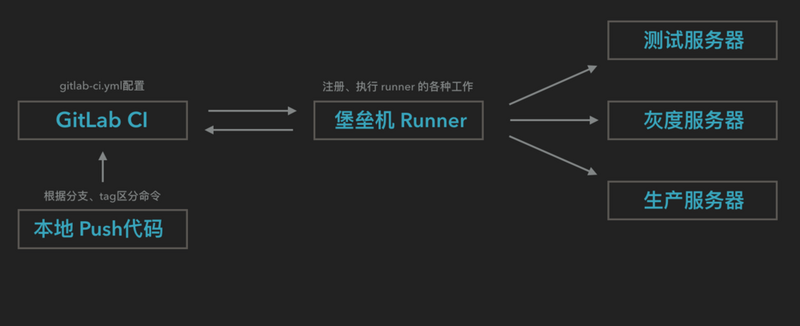 gitlab-ci.yml配置
GitLab CI
根据分支、tag区分命令
本地 Push代码
注册、执行 runner 的各种工作
堡垒机 Runner
测试服务器
灰度服务器
生产服务器